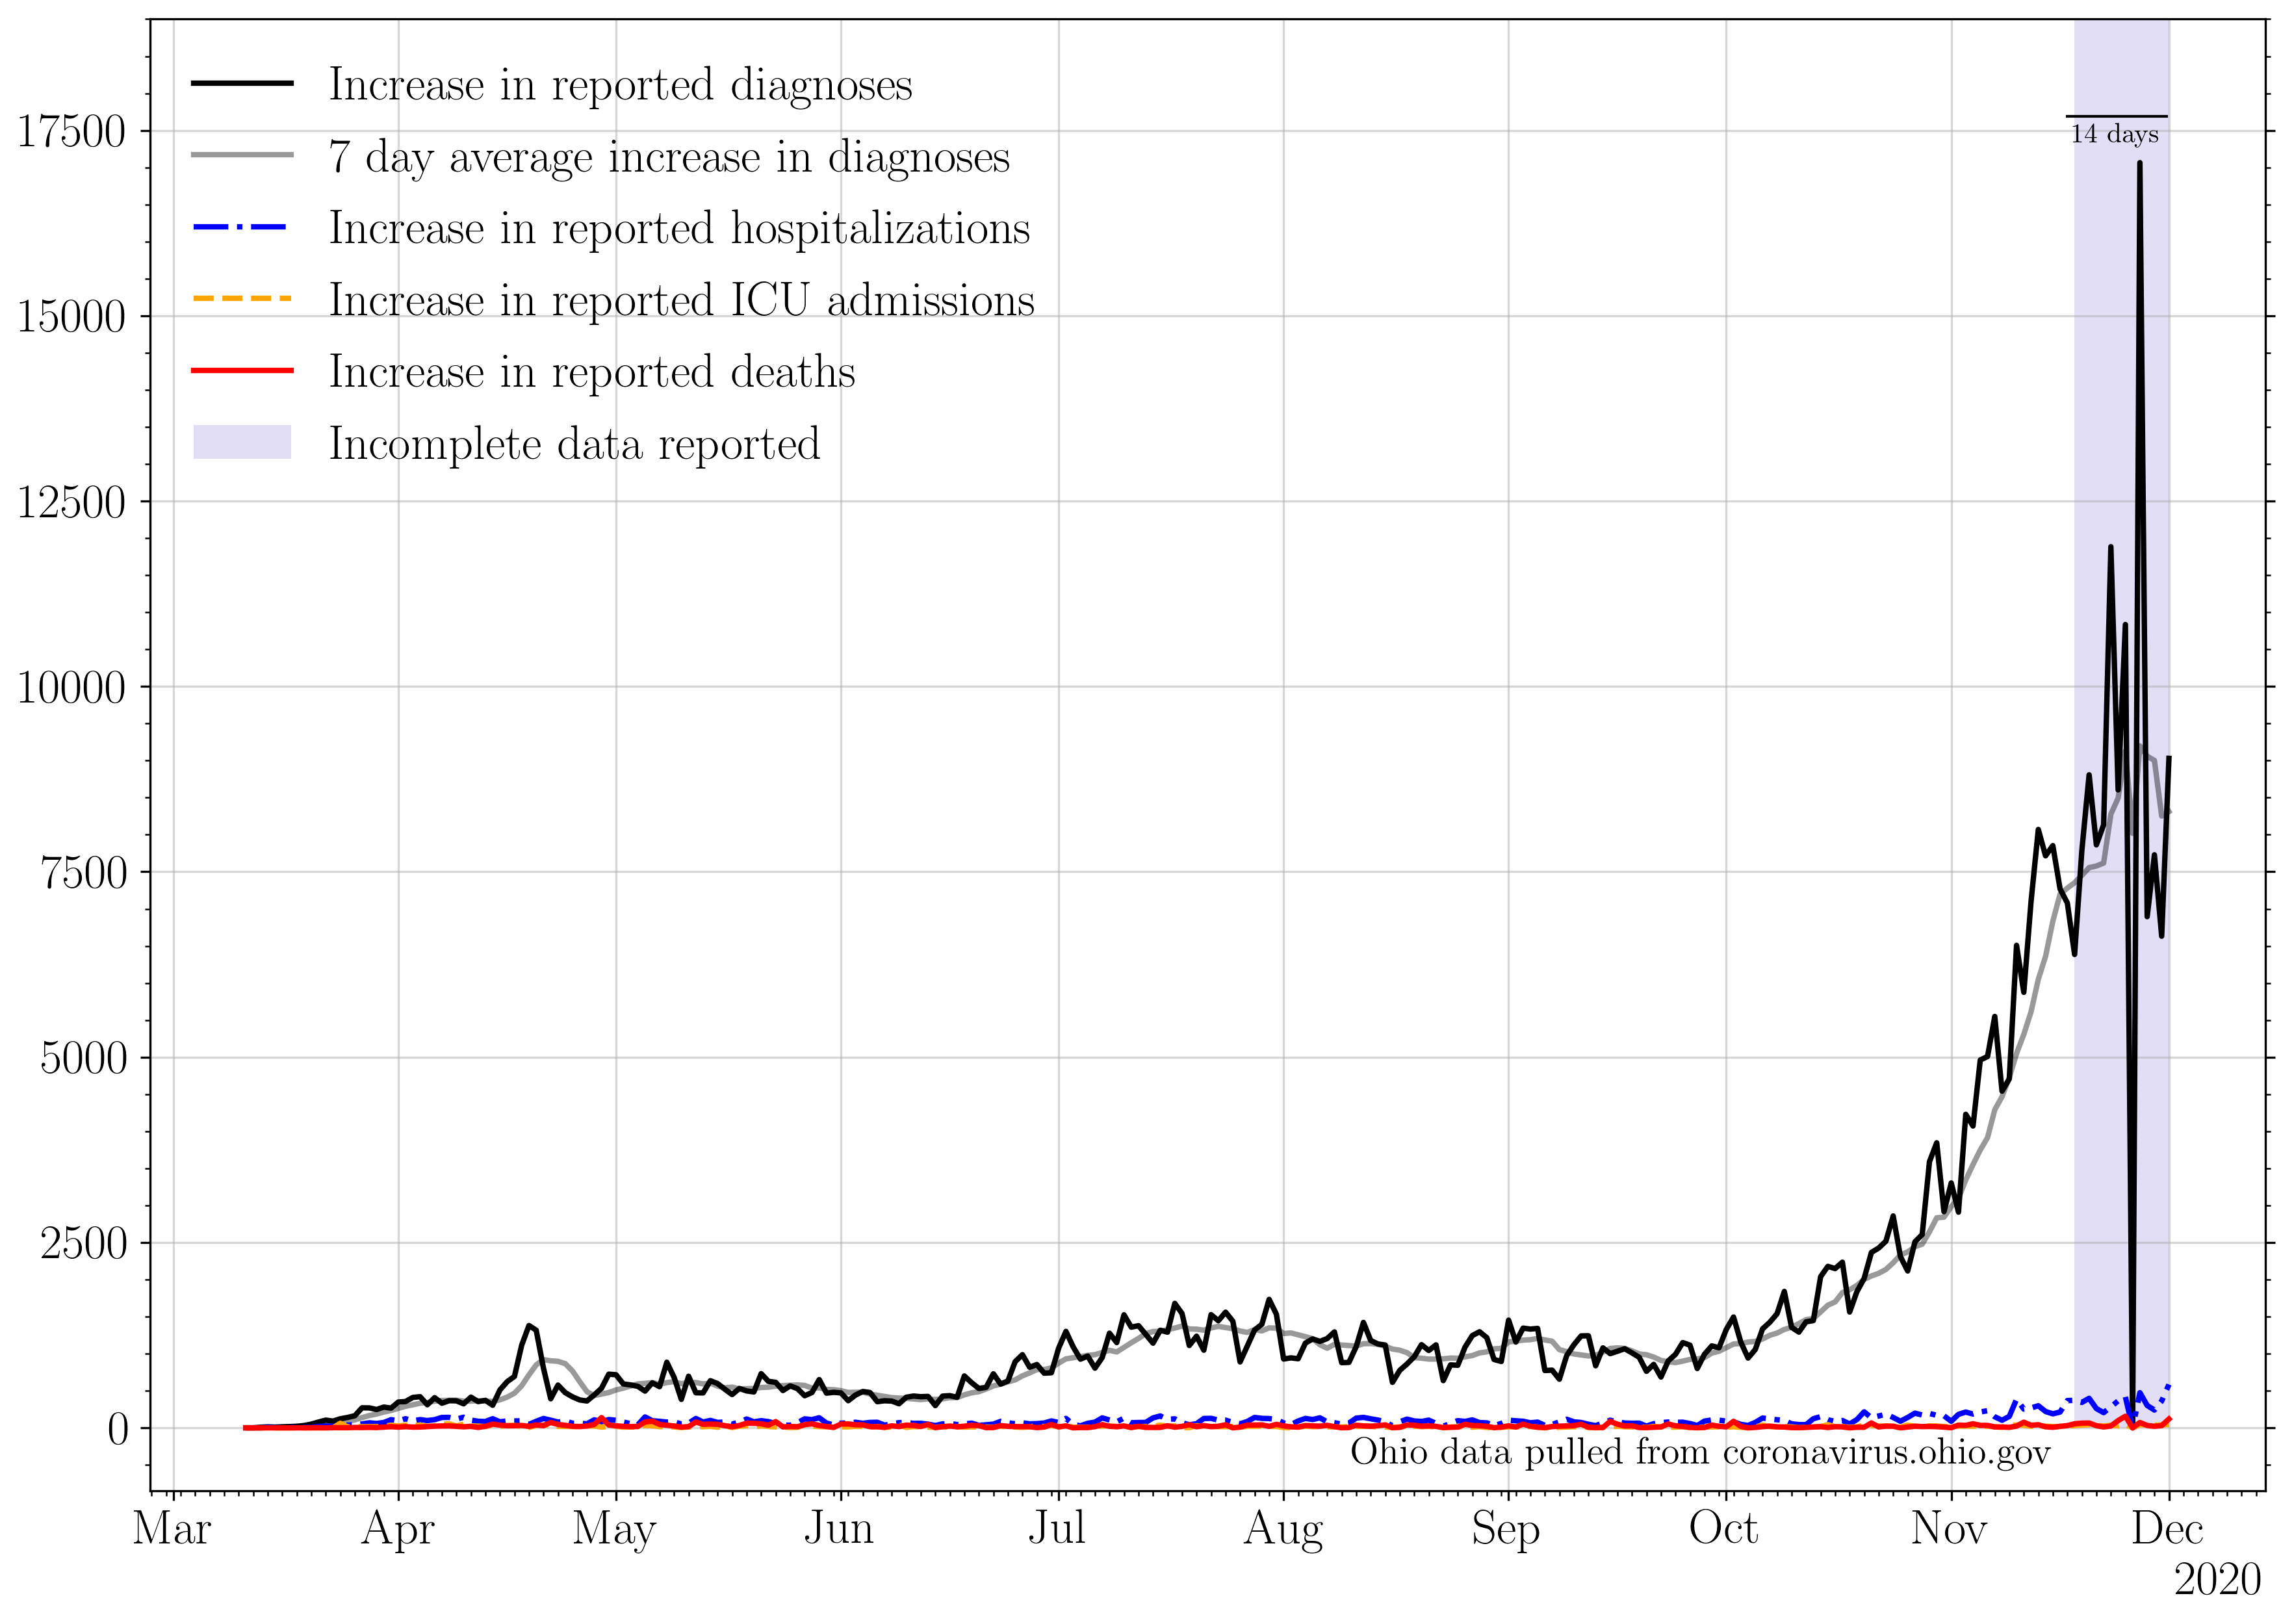 Increase in reported diagnoses
7 day average increase in diagnoses
Increase in reported hospitalizations
Increase in reported ICU admissions
Increase in reported deaths
Incomplete data reported
14 days
17500
15000
12500
10000
7500
5000
2500
0
Ohio data pulled from coronavirus.ohio.gov
Mar Apr May Jun Jul Aug Sep Oct Nov Dec
2020